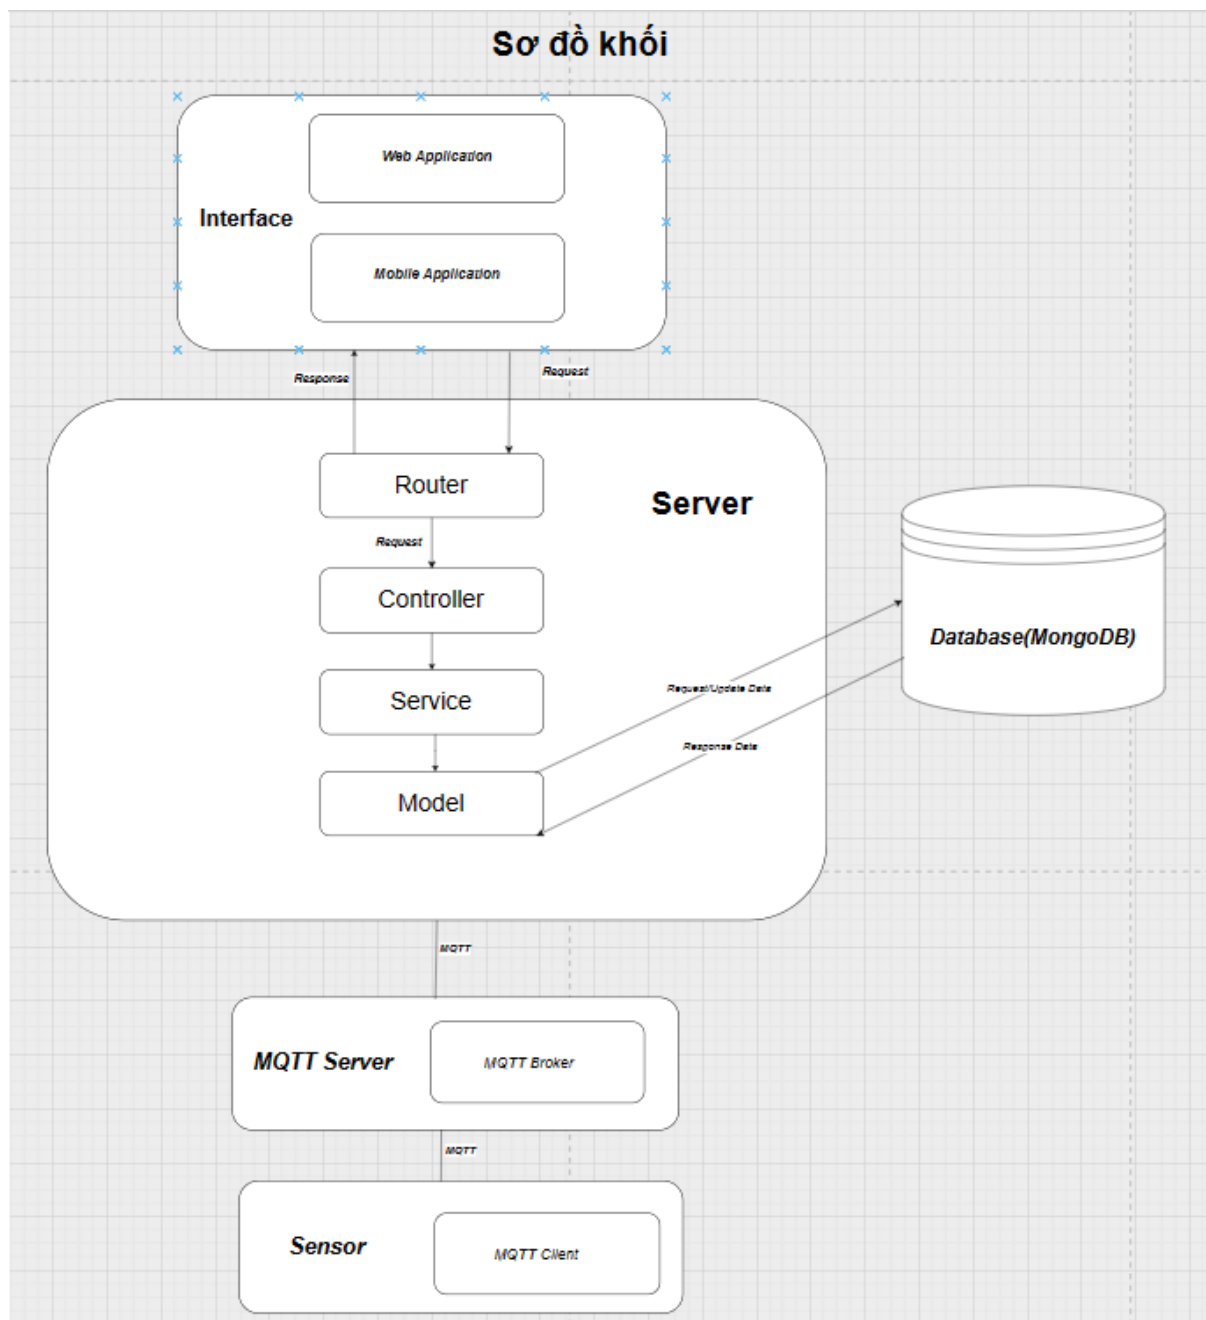 Sơ đồ khối
Web Application
Interface
Mobile Application
Response
Request
Router
Server
Request
Controller
Database(MongoDB)
Service
Request/Update Data
Response Data
Model
MQTT
MQTT Server
MQTT Broker
MQTT
Sensor
MQTT Client